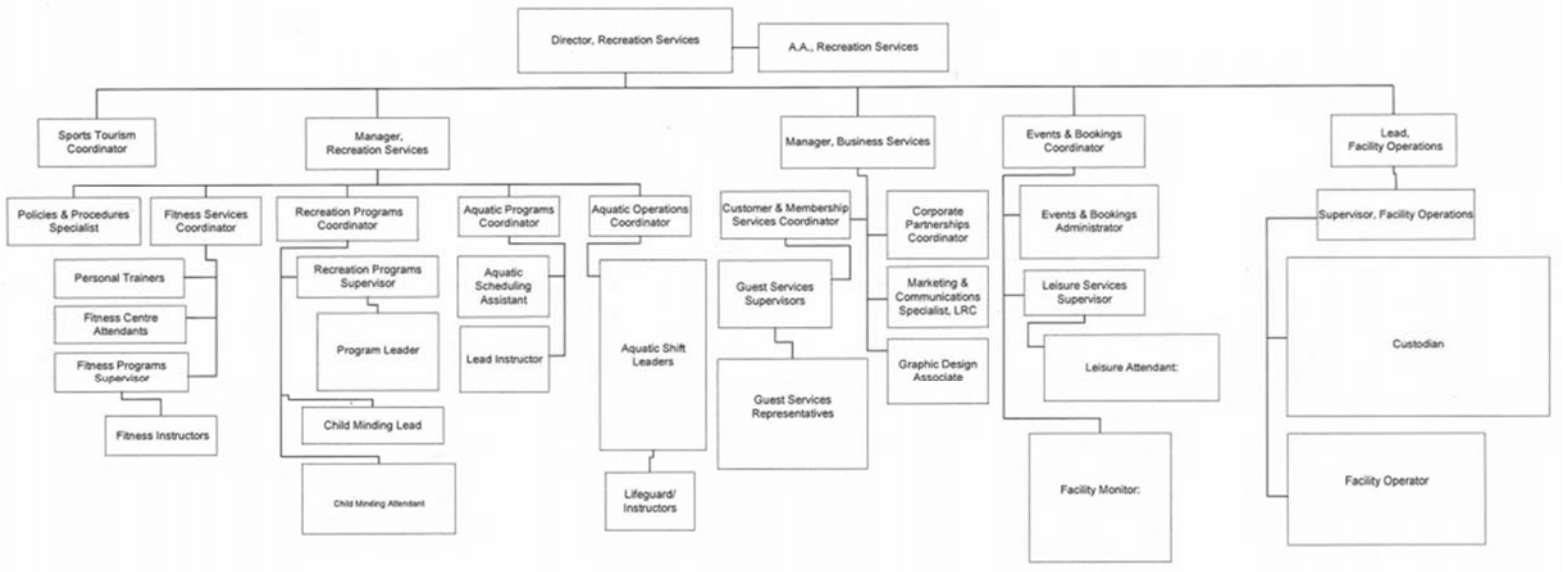 Director, Recreation Services
A.A., Recreation Services
Sports Tourism
Coordinator
Manager,
Recreation Services
Manager, Business Services
Events & Bookings
Coordinator
Lead,
Facility Operations
Policies & Procedures
Specialist
Fitness Services
Coordinator
Recreation Programs
Coordinator
Aquatic Programs
Coordinator
Aquatic Operations
Coordinator
Customer & Membership
Services Coordinator
Corporate
Partnerships
Coordinator
Events & Bookings
Administrator
Supervisor, Facility Operations
Personal Trainers
Recreation Programs
Supervisor
Aquatic
Scheduling
Assistant
Guest Services
Supervisors
Marketing &
Communications
Specialist, LRC
Leisure Services
Supervisor
Fitness Centre
Attendants
Program Leader
Lead Instructor
Aquatic Shift
Leaders
Custodian
Fitness Programs
Supervisor
Graphic Design
Associate
Leisure Attendant:
Guest Services
Representatives
Fitness Instructors
Child Minding Lead
Child Minding Attendant
Lifeguard/
Instructors
Facility Monitor:
Facility Operator